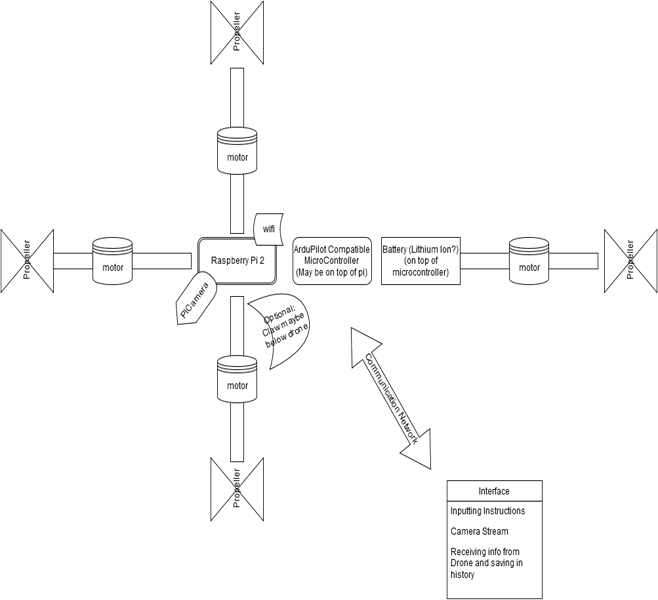 Propeller
motor
wifi
Propeller
motor
Raspberry Pi 2
ArduPilot Compatible
MicroController
(May be on top of pi)
Battery (Lithium Ion?)
(on top of
microcontroller)
motor
Propeller
PiCamera
Optional:
Claw maybe
below drone
motor
Propeller
Communication Network
Interface
Inputting Instructions
Camera Stream
Receiving info from
Drone and saving in
history